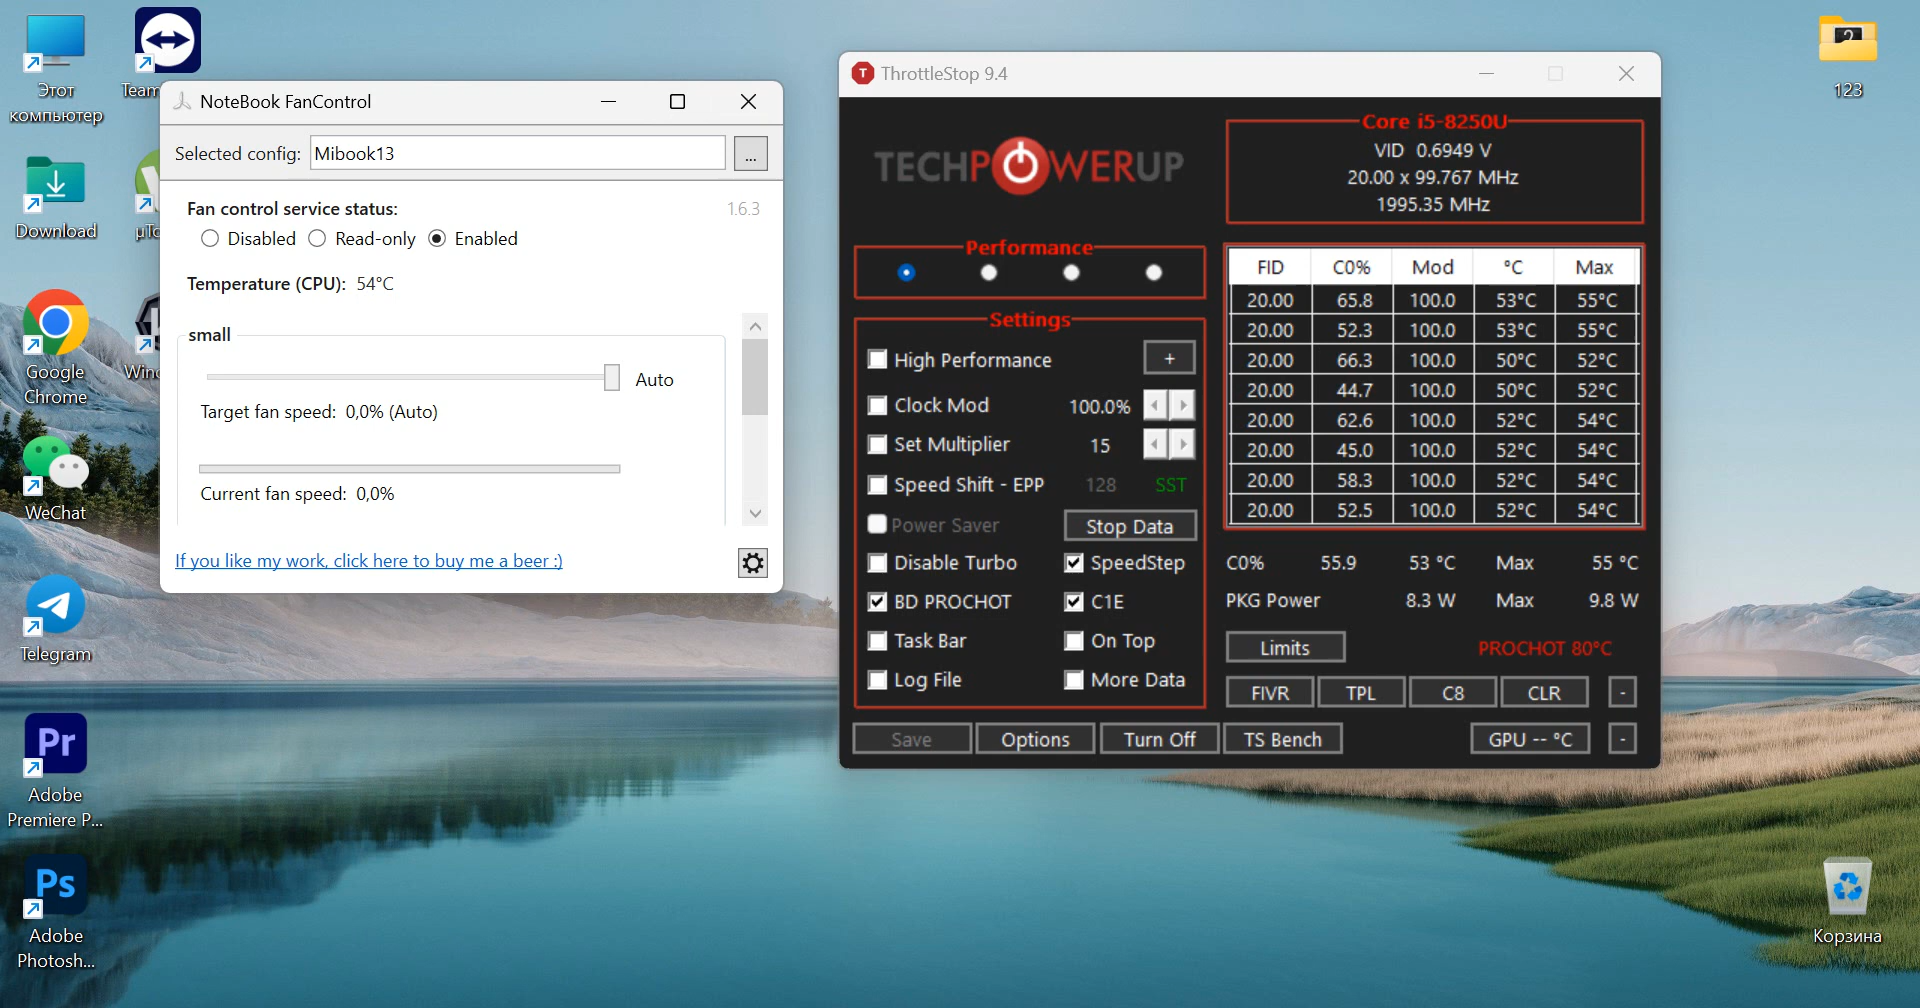 Этот
компьютер
Team
Download
µTo
Google
Chrome
Winc
WeChat
Telegram
Pr
Adobe
Premiere P...
Ps
Adobe
Photosh...
NoteBook FanControl
Selected config: Mibook13 ...
Fan control service status: 1.6.3
Disabled Read-only Enabled
Temperature (CPU): 54°C
small
Auto
Target fan speed: 0,0% (Auto)
Current fan speed: 0,0%
If you like my work, click here to buy me a beer :)
T ThrottleStop 9.4
TECHPOWERUP
Core i5-8250U
VID 0.6949 V
20.00 x 99.767 MHz
1995.35 MHz
Performance
Settings
High Performance +
Clock Mod 100.0%
Set Multiplier 15
Speed Shift - EPP 128 SST
Power Saver Stop Data
Disable Turbo SpeedStep
BD PROCHOT C1E
Task Bar On Top
Log File More Data
Save Options Turn Off TS Bench
FID C0% Mod °C Max
20.00 65.8 100.0 53°C 55°C
20.00 52.3 100.0 53°C 55°C
20.00 66.3 100.0 50°C 52°C
20.00 44.7 100.0 50°C 52°C
20.00 62.6 100.0 52°C 54°C
20.00 45.0 100.0 52°C 54°C
20.00 58.3 100.0 52°C 54°C
20.00 52.5 100.0 52°C 54°C
C0% 55.9 53 °C Max 55 °C
PKG Power 8.3 W Max 9.8 W
Limits PROCHOT 80°C
FIVR TPL C8 CLR -
GPU -- °C -
123
Корзина